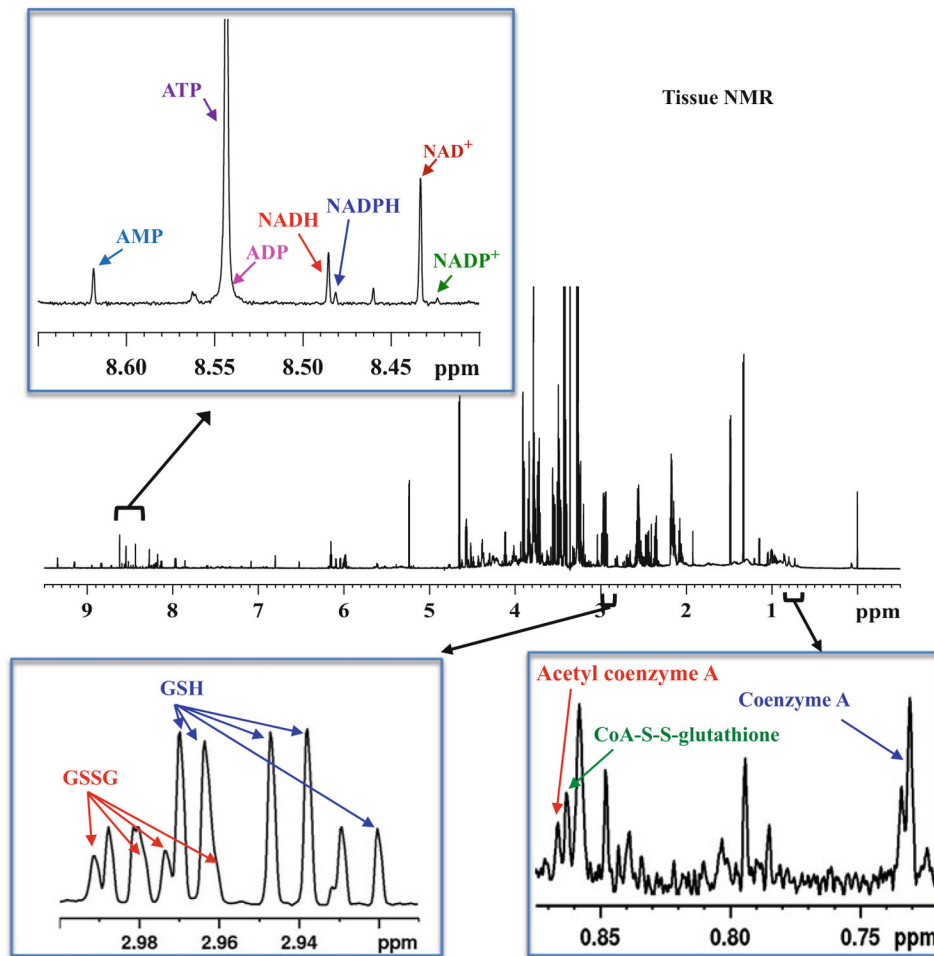 Tissue NMR
ATP
NAD+
NADH
NADPH
AMP
ADP
NADP+
8.60 8.55 8.50 8.45 ppm
9 8 7 6 5 4 3 2 1 ppm
GSH
GSSG
2.98 2.96 2.94 ppm
Acetyl coenzyme A
Coenzyme A
CoA-S-S-glutathione
0.85 0.80 0.75 ppm